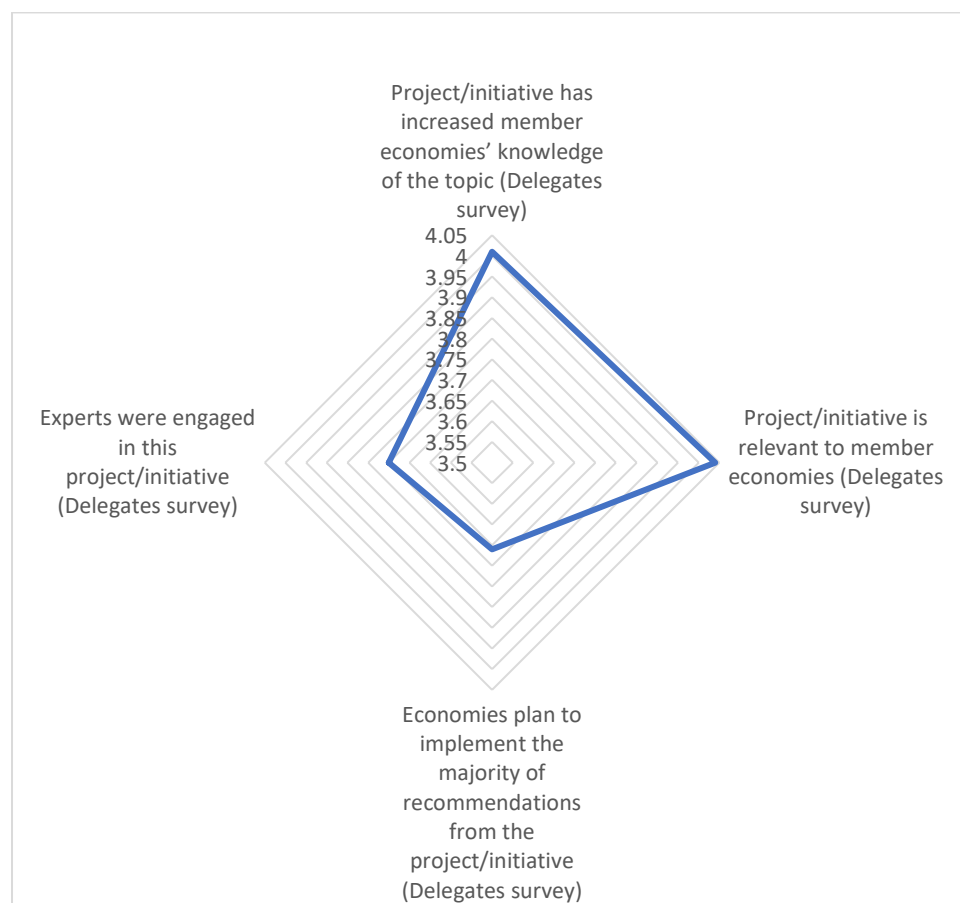 Project/initiative has
increased member
economies’ knowledge
of the topic (Delegates
survey)
4.05
4
3.95
3.9
3.85
3.8
3.75
3.7
3.65
3.6
3.55
3.5
Experts were engaged
in this
project/initiative
(Delegates survey)
Project/initiative is
relevant to member
economies (Delegates
survey)
Economies plan to
implement the
majority of
recommendations
from the
project/initiative
(Delegates survey)